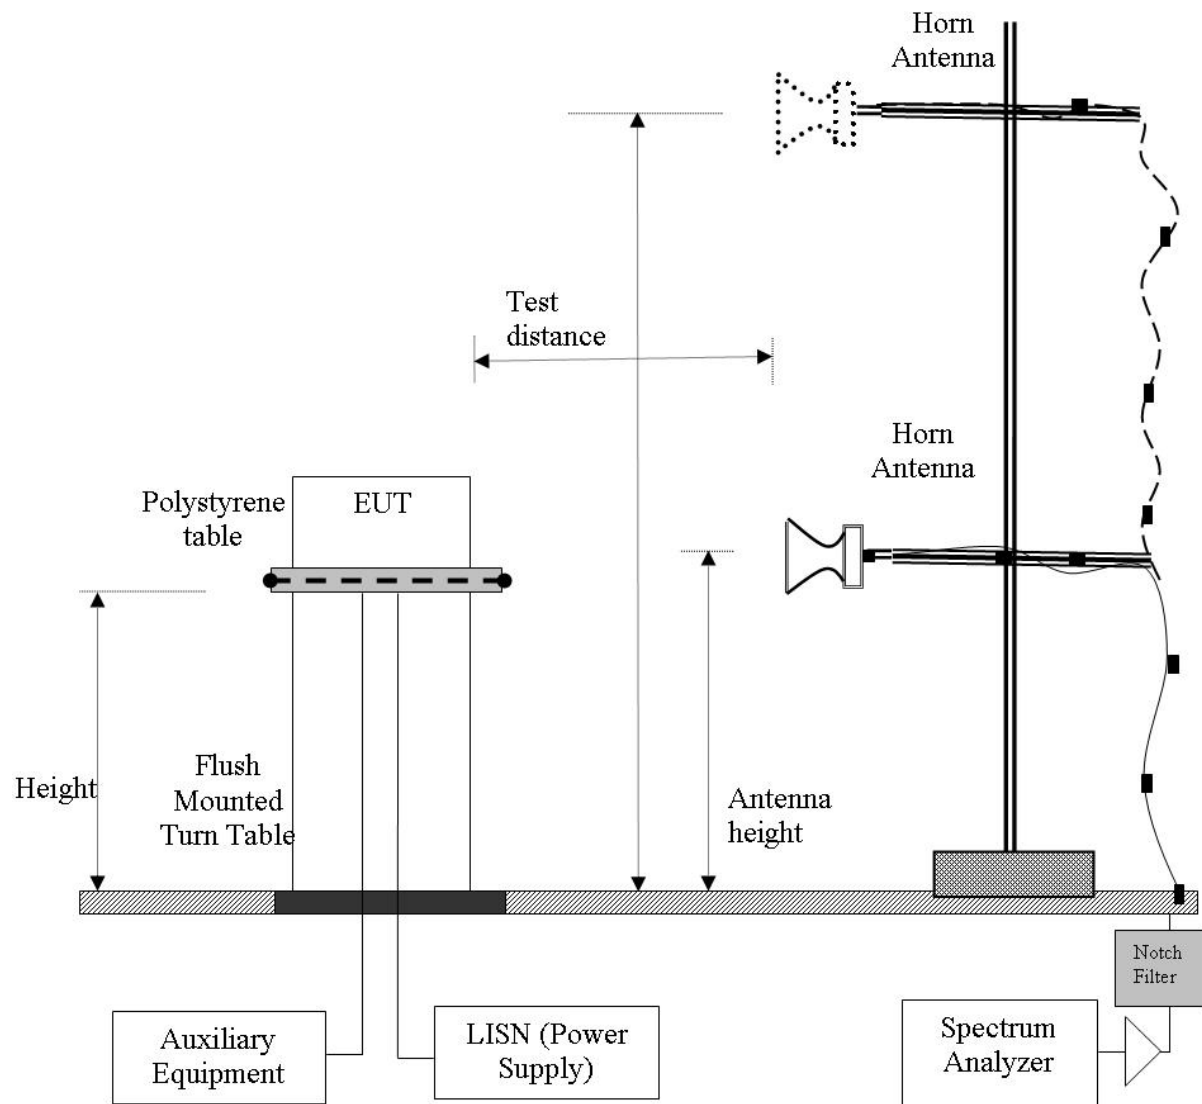 Horn
Antenna
Test
distance
Horn
Antenna
Polystyrene
table
EUT
Height
Flush
Mounted
Turn Table
Antenna
height
Notch
Filter
Auxiliary
Equipment
LISN (Power
Supply)
Spectrum
Analyzer